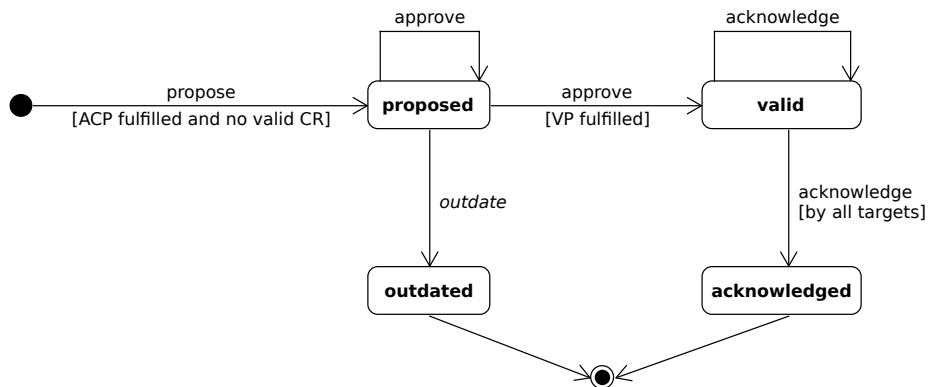 approve
acknowledge
propose
[ACP fulfilled and no valid CR]
proposed
approve
[VP fulfilled]
valid
outdate
acknowledge
[by all targets]
outdated
acknowledged